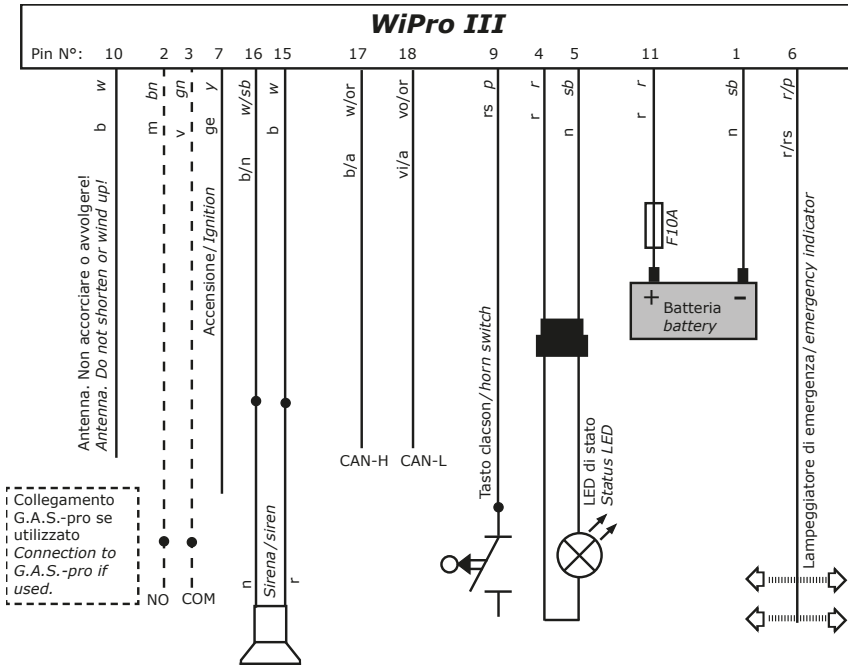 WiPro III
Pin N°: 10 2 3 7 16 15 17 18 9 4 5 11 1 6
b w
m bn
v gn
ge y
b/n w/sb
b w
b/a w/or
vi/a vo/or
rs p
r r
n sb
r r
n sb
r/rs r/p
Antenna. Non accorciare o avvolgere!
Antenna. Do not shorten or wind up!
Accensione/Ignition
F10A
+ -
Batteria
battery
Lampeggiatore di emergenza/emergency indicator
CAN-H CAN-L
Tasto clacson/horn switch
LED di stato
Status LED
Collegamento
G.A.S.-pro se
utilizzato
Connection to
G.A.S.-pro if
used.
NO COM
n
Sirena/siren
r